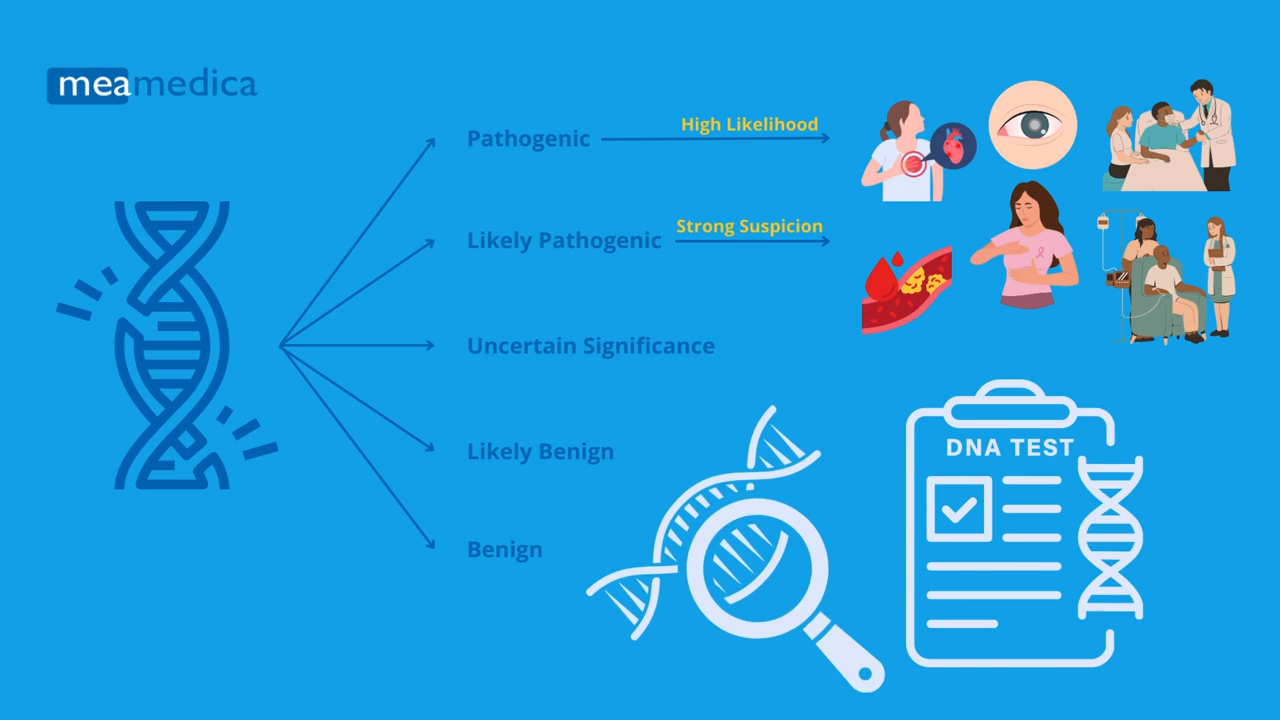 meamedica
Pathogenic
High Likelihood
Likely Pathogenic
Strong Suspicion
Uncertain Significance
Likely Benign
Benign
DNA TEST